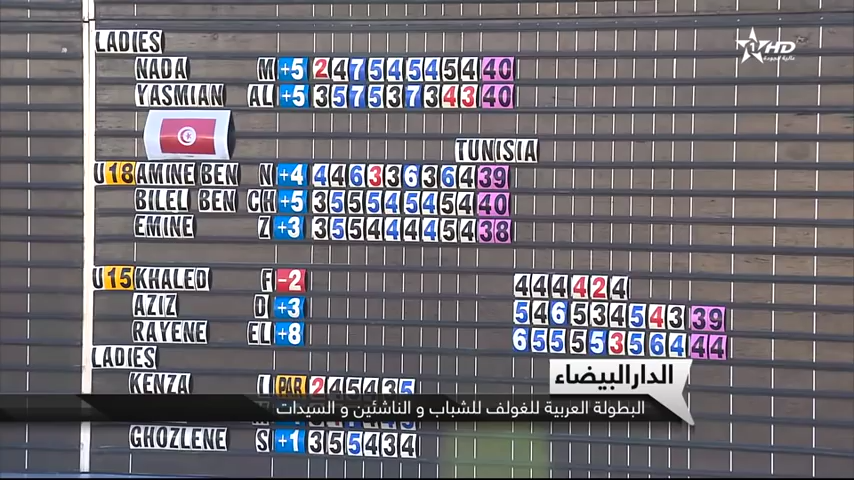 LADIES
NADA M +5 2 4 7 5 4 5 4 5 4 40
YASMIAN AL +5 3 5 7 5 3 7 3 4 3 40
TUNISIA
U18 AMINE BEN N +4 4 4 6 3 3 6 3 6 4 39
BILEL BEN CH +5 3 5 5 5 4 5 4 5 4 40
EMINE Z +3 3 5 5 4 4 4 4 5 4 38
U15 KHALED F -2 4 4 4 4 2 4
AZIZ D +3 5 4 6 5 3 4 5 4 3 39
RAYENE EL +8 6 5 5 5 5 3 5 6 4 44
LADIES
KENZA L PAR 2 4 5 4 3 5
GHOZLENE S +1 3 5 5 4 3 4
HD
عالية الجودة
الدار البيضاء
البطولة العربية للغولف للشباب و الناشئين و السيدات